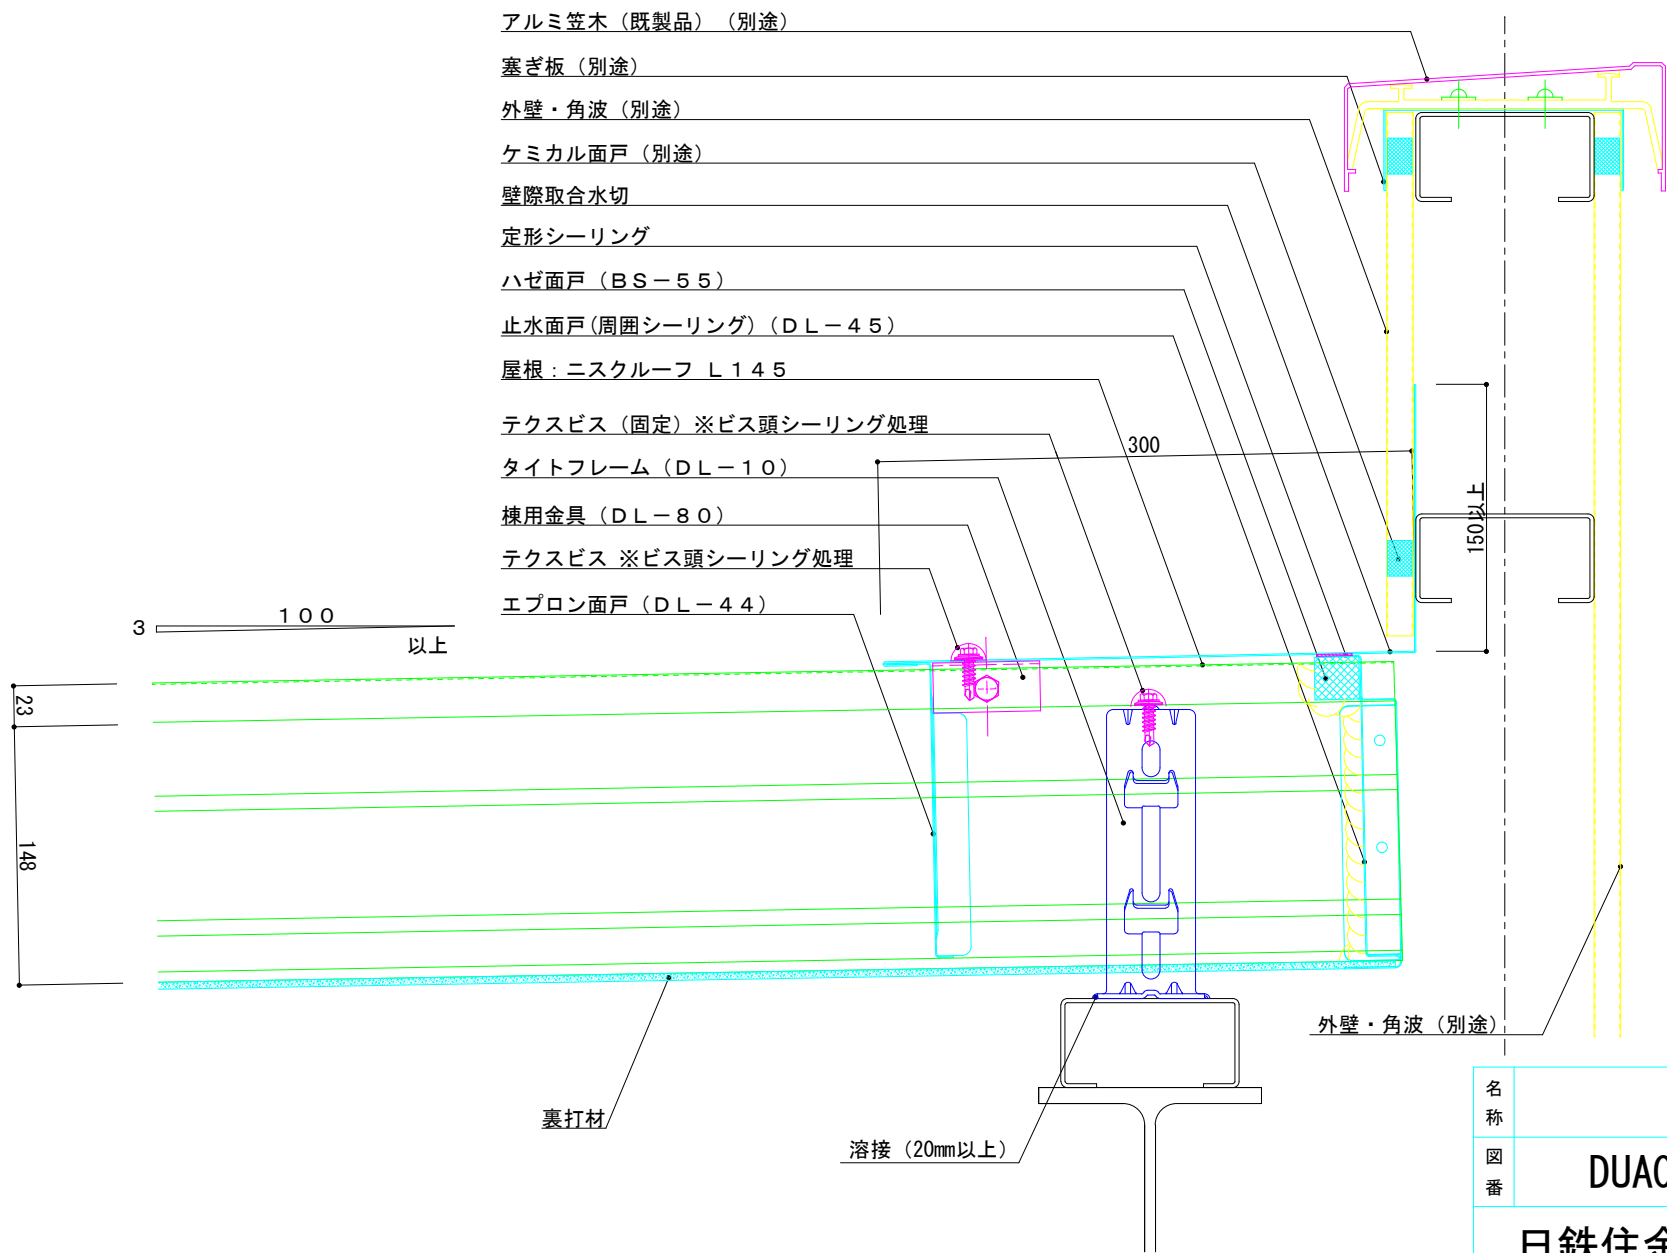 アルミ笠木（既製品）（別途）
塞ぎ板（別途）
外壁・角波（別途）
ケミカル面戸（別途）
壁際取合水切
定形シーリング
ハゼ面戸（ＢＳ－５５）
止水面戸(周囲シーリング)（ＤＬ－４５）
屋根：ニスクルーフ Ｌ１４５
テクスビス（固定）※ビス頭シーリング処理
300
タイトフレーム（ＤＬ－１０）
150以上
棟用金具（ＤＬ－８０）
テクスビス ※ビス頭シーリング処理
エプロン面戸（ＤＬ－４４）
１００
3
以上
23
148
外壁・角波（別途）
裏打材
溶接（20mm以上）
名称
図番
DUAC
日鉄住金